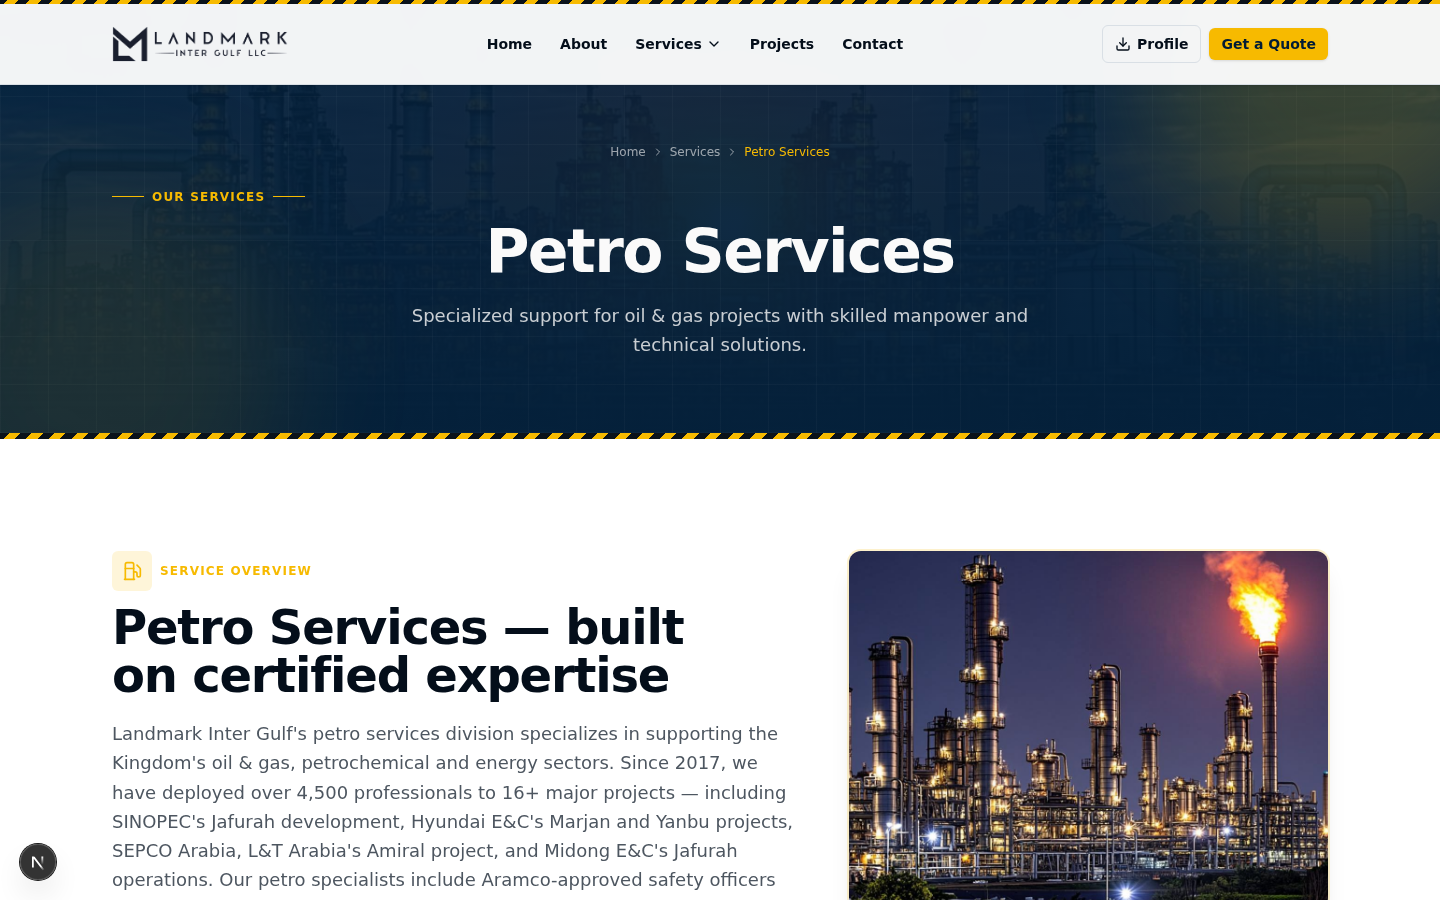 LANDMARK
INTER GULF LLC
Home
About
Services
Projects
Contact
Profile
Get a Quote
Home
Services
Petro Services
OUR SERVICES
Petro Services
Specialized support for oil & gas projects with skilled manpower and
technical solutions.
SERVICE OVERVIEW
Petro Services — built
on certified expertise
Landmark Inter Gulf's petro services division specializes in supporting the
Kingdom's oil & gas, petrochemical and energy sectors. Since 2017, we
have deployed over 4,500 professionals to 16+ major projects — including
SINOPEC's Jafurah development, Hyundai E&C's Marjan and Yanbu projects,
SEPCO Arabia, L&T Arabia's Amiral project, and Midong E&C's Jafurah
operations. Our petro specialists include Aramco-approved safety officers
N